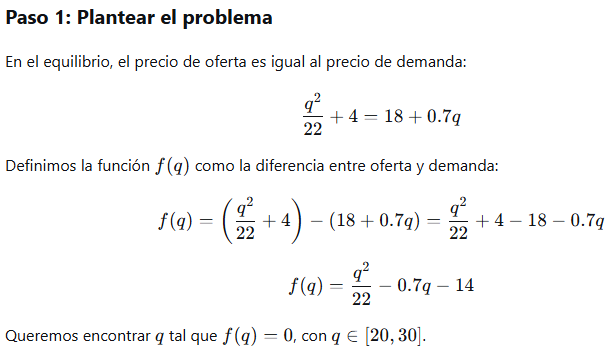 Paso 1: Plantear el problema
En el equilibrio, el precio de oferta es igual al precio de demanda:
\frac{q^2}{22} + 4 = 18 + 0.7q
Definimos la función f(q) como la diferencia entre oferta y demanda:
f(q) = \left( \frac{q^2}{22} + 4 \right) - (18 + 0.7q) = \frac{q^2}{22} + 4 - 18 - 0.7q
f(q) = \frac{q^2}{22} - 0.7q - 14
Queremos encontrar q tal que f(q) = 0, con q ∈ [20, 30].